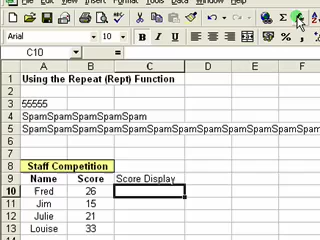 Arial 10 B I U
C10 =
A B C D E F
1 Using the Repeat (Rept) Function
2
3 55555
4 SpamSpamSpamSpamSpam
5 SpamSpamSpamSpamSpamSpamSpamSpamSpamSpamSpam
6
7
8 Staff Competition
9 Name Score Score Display
10 Fred 26
11 Jim 15
12 Julie 21
13 Louise 33